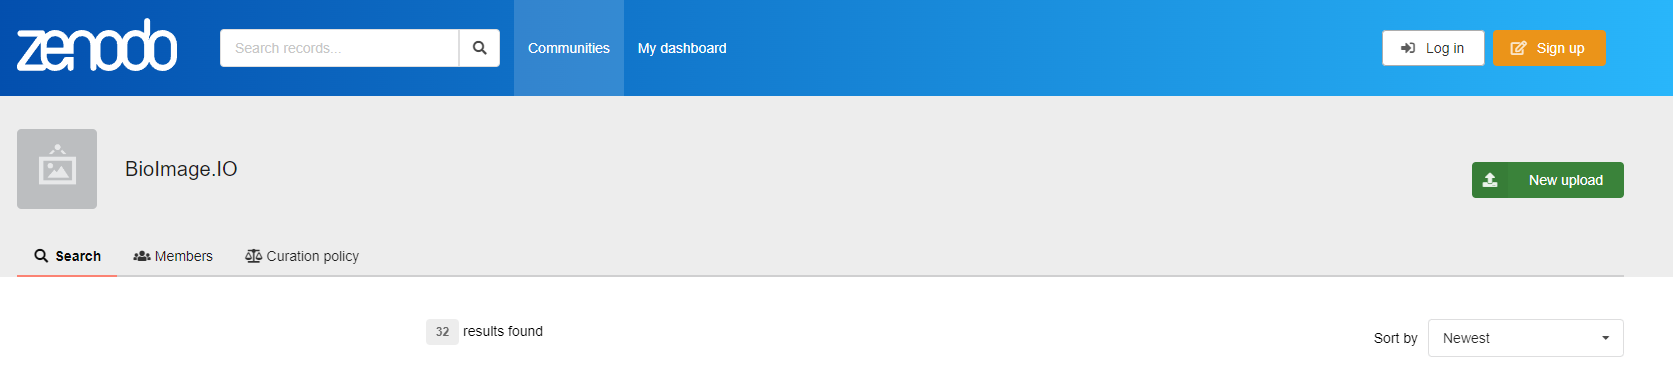 zenodo
Search records...
Communities
My dashboard
Log in
Sign up
BioImage.IO
New upload
Search
Members
Curation policy
32 results found
Sort by
Newest